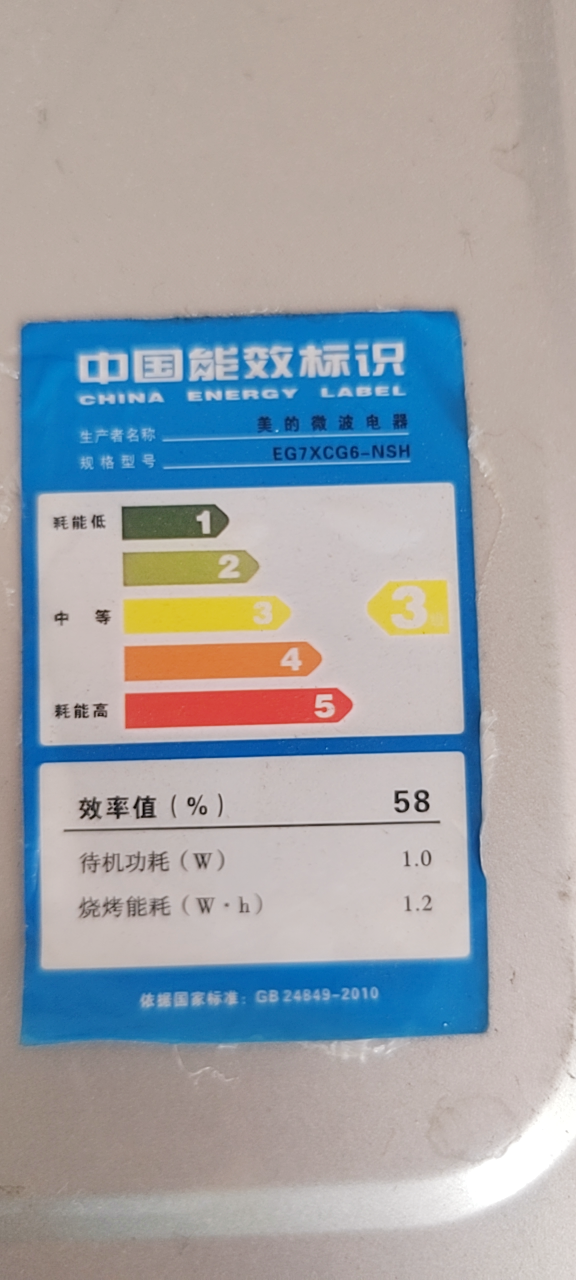 中国能效标识
CHINA ENERGY LABEL
生产者名称 美的微波电器
规格型号 EG7XCG6-NSH
耗能低 1
2
中 等 3 3
4
耗能高 5
效率值(%) 58
待机功耗(W) 1.0
烧烤能耗(W·h) 1.2
依据国家标准：GB 24849-2010